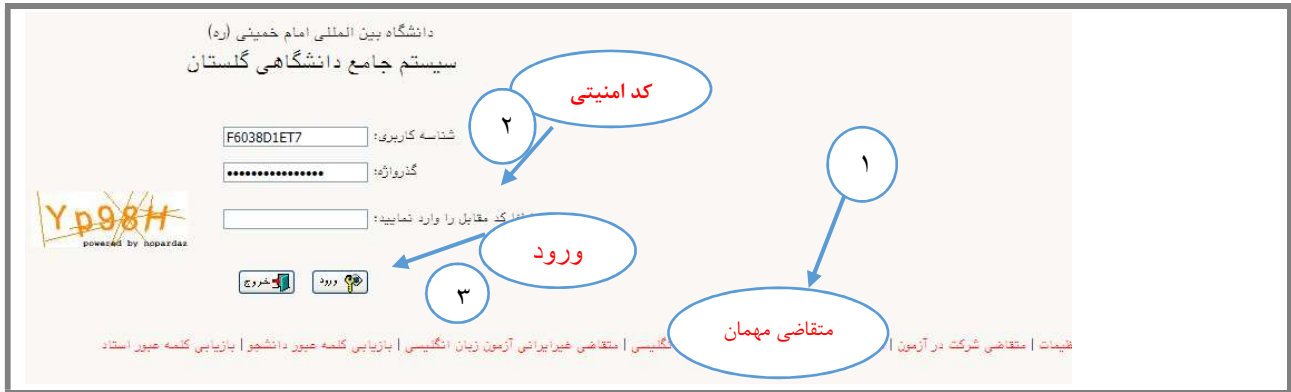 دانشگاه بین المللی امام خمینی (ره)
سیستم جامع دانشگاهی گلستان
کد امنیتی
۲
شناسه کاربری:
F6038D1ET7
۱
گذرواژه:
••••••••••••••••
Yp98H
powered by nopardaz
کد مقابل را وارد نمایید:
ورود
ورود
خروج
۳
متقاضی مهمان
متقاضی شرکت در آزمون | انگلیسی | متقاضی غیرایرانی آزمون زبان انگلیسی | بازیابی کلمه عبور دانشجو | بازیابی کلمه عبور استاد